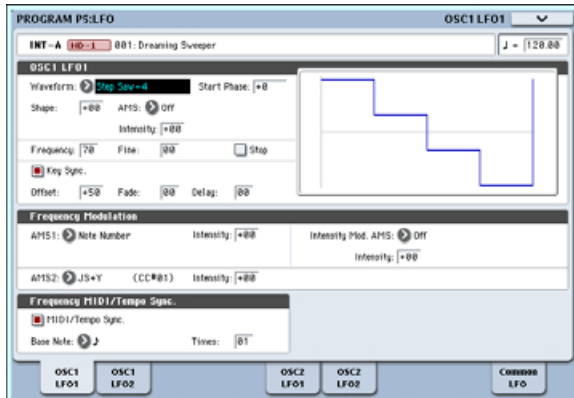 PROGRAM P5:LFO OSC1 LFO1
INT-A HD-1 001: Dreaming Sweeper ♩ = 120.00
OSC1 LFO1
Waveform: Step Saw-4 Start Phase: +0
Shape: +00 AMS: Off
Intensity: +00
Frequency: 70 Fine: 00 Stop
Key Sync.
Offset: +50 Fade: 00 Delay: 00
Frequency Modulation
AMS1: Note Number Intensity: +00 Intensity Mod. AMS: Off
Intensity: +00
AMS2: JS+Y (CC#01) Intensity: +00
Frequency MIDI/Tempo Sync.
MIDI/Tempo Sync.
Base Note: ♪ Times: 01
OSC1 LFO1 OSC1 LFO2 OSC2 LFO1 OSC2 LFO2 Common LFO